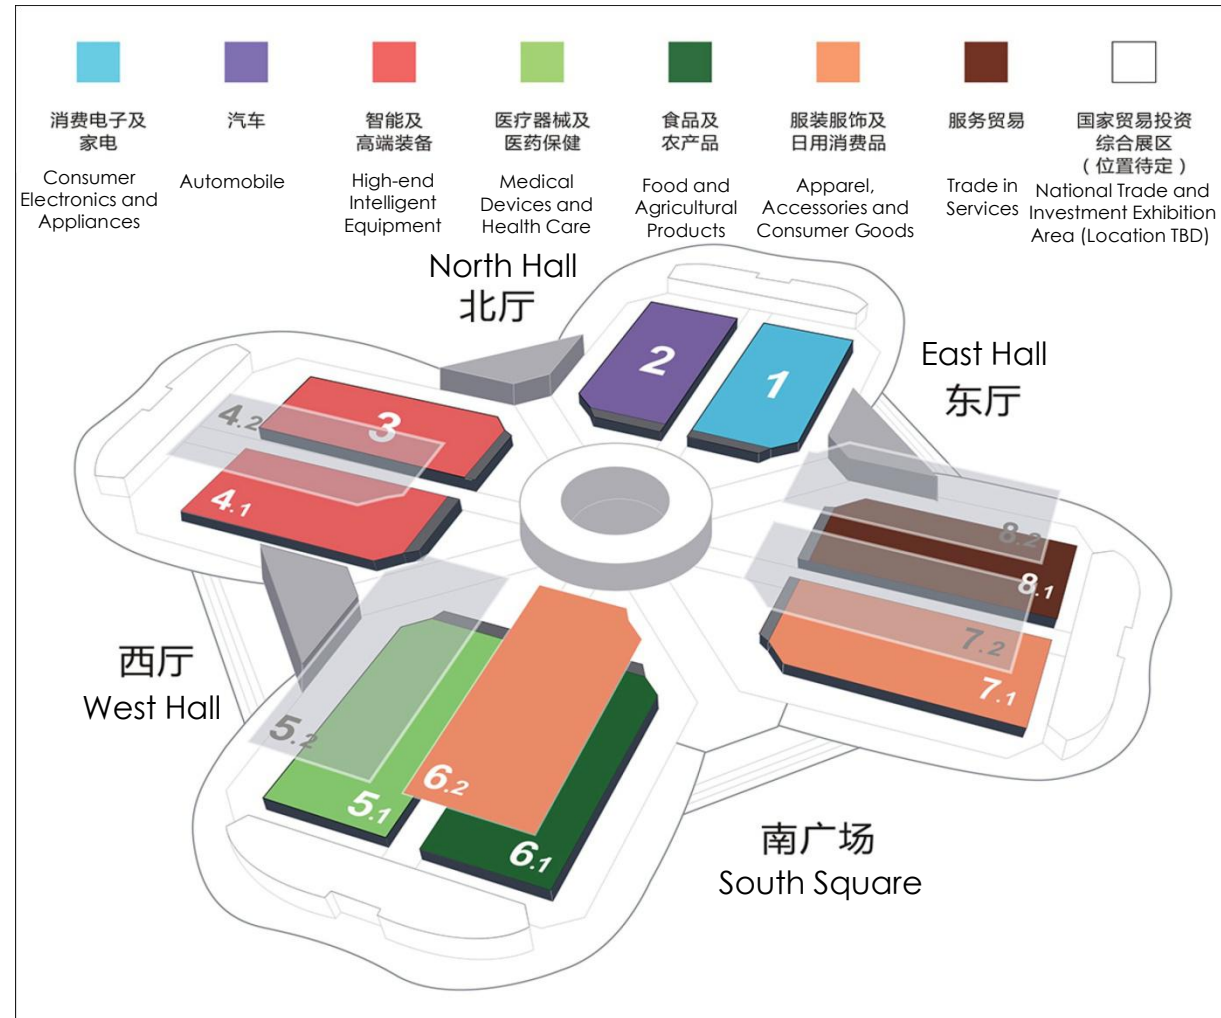 消费电子及
家电
汽车
智能及
高端装备
医疗器械及
医药保健
食品及
农产品
服装服饰及
日用消费品
服务贸易
国家贸易投资
综合展区
（位置待定）
Consumer
Electronics and
Appliances
Automobile
High-end
Intelligent
Equipment
Medical
Devices and
Health Care
Food and
Agricultural
Products
Apparel,
Accessories and
Consumer Goods
Trade in
Services
National Trade and
Investment Exhibition
Area (Location TBD)
North Hall
北厅
East Hall
东厅
2
1
4.2
3
4.1
8.2
8.1
7.2
7.1
西厅
West Hall
5.2
5.1
6.2
6.1
南广场
South Square